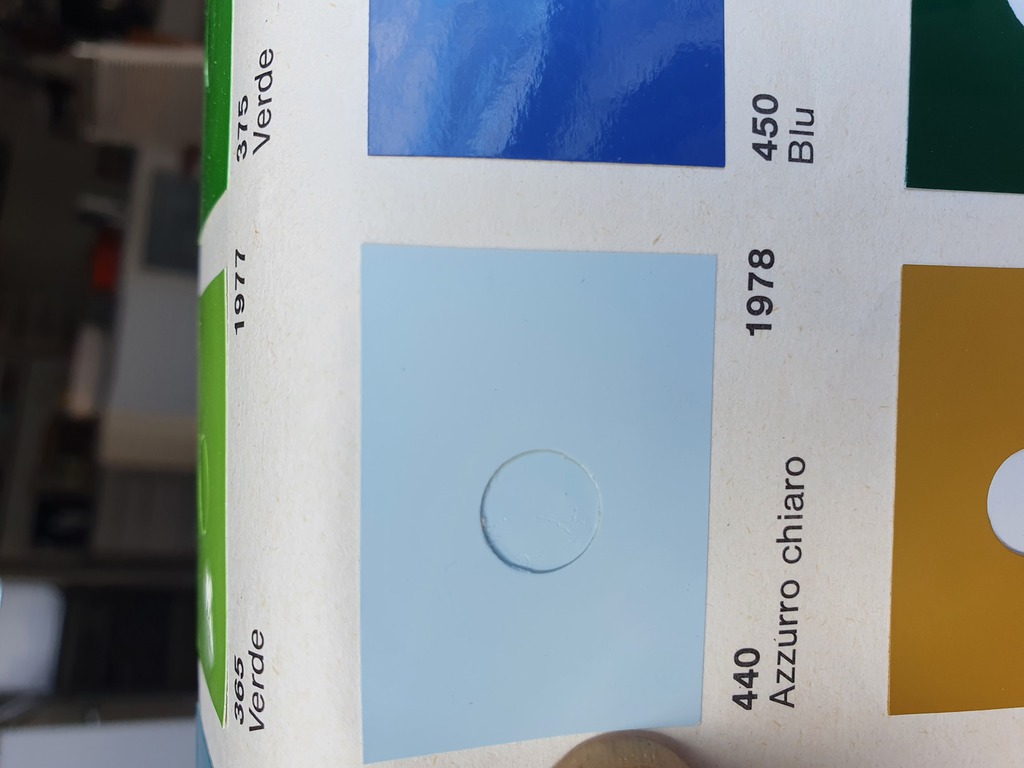 365 1977
Verde
375
Verde
440 1978
Azzurro chiaro
450
Blu